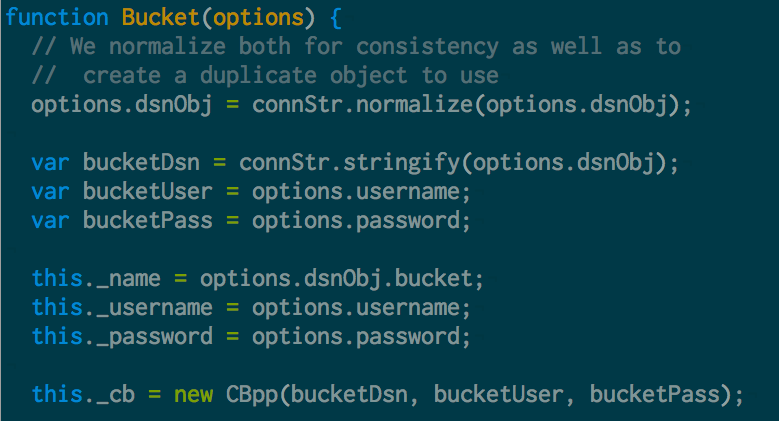 function Bucket(options) {
  // We normalize both for consistency as well as to
  //  create a duplicate object to use
  options.dsnObj = connStr.normalize(options.dsnObj);

  var bucketDsn = connStr.stringify(options.dsnObj);
  var bucketUser = options.username;
  var bucketPass = options.password;

  this._name = options.dsnObj.bucket;
  this._username = options.username;
  this._password = options.password;

  this._cb = new CBpp(bucketDsn, bucketUser, bucketPass);